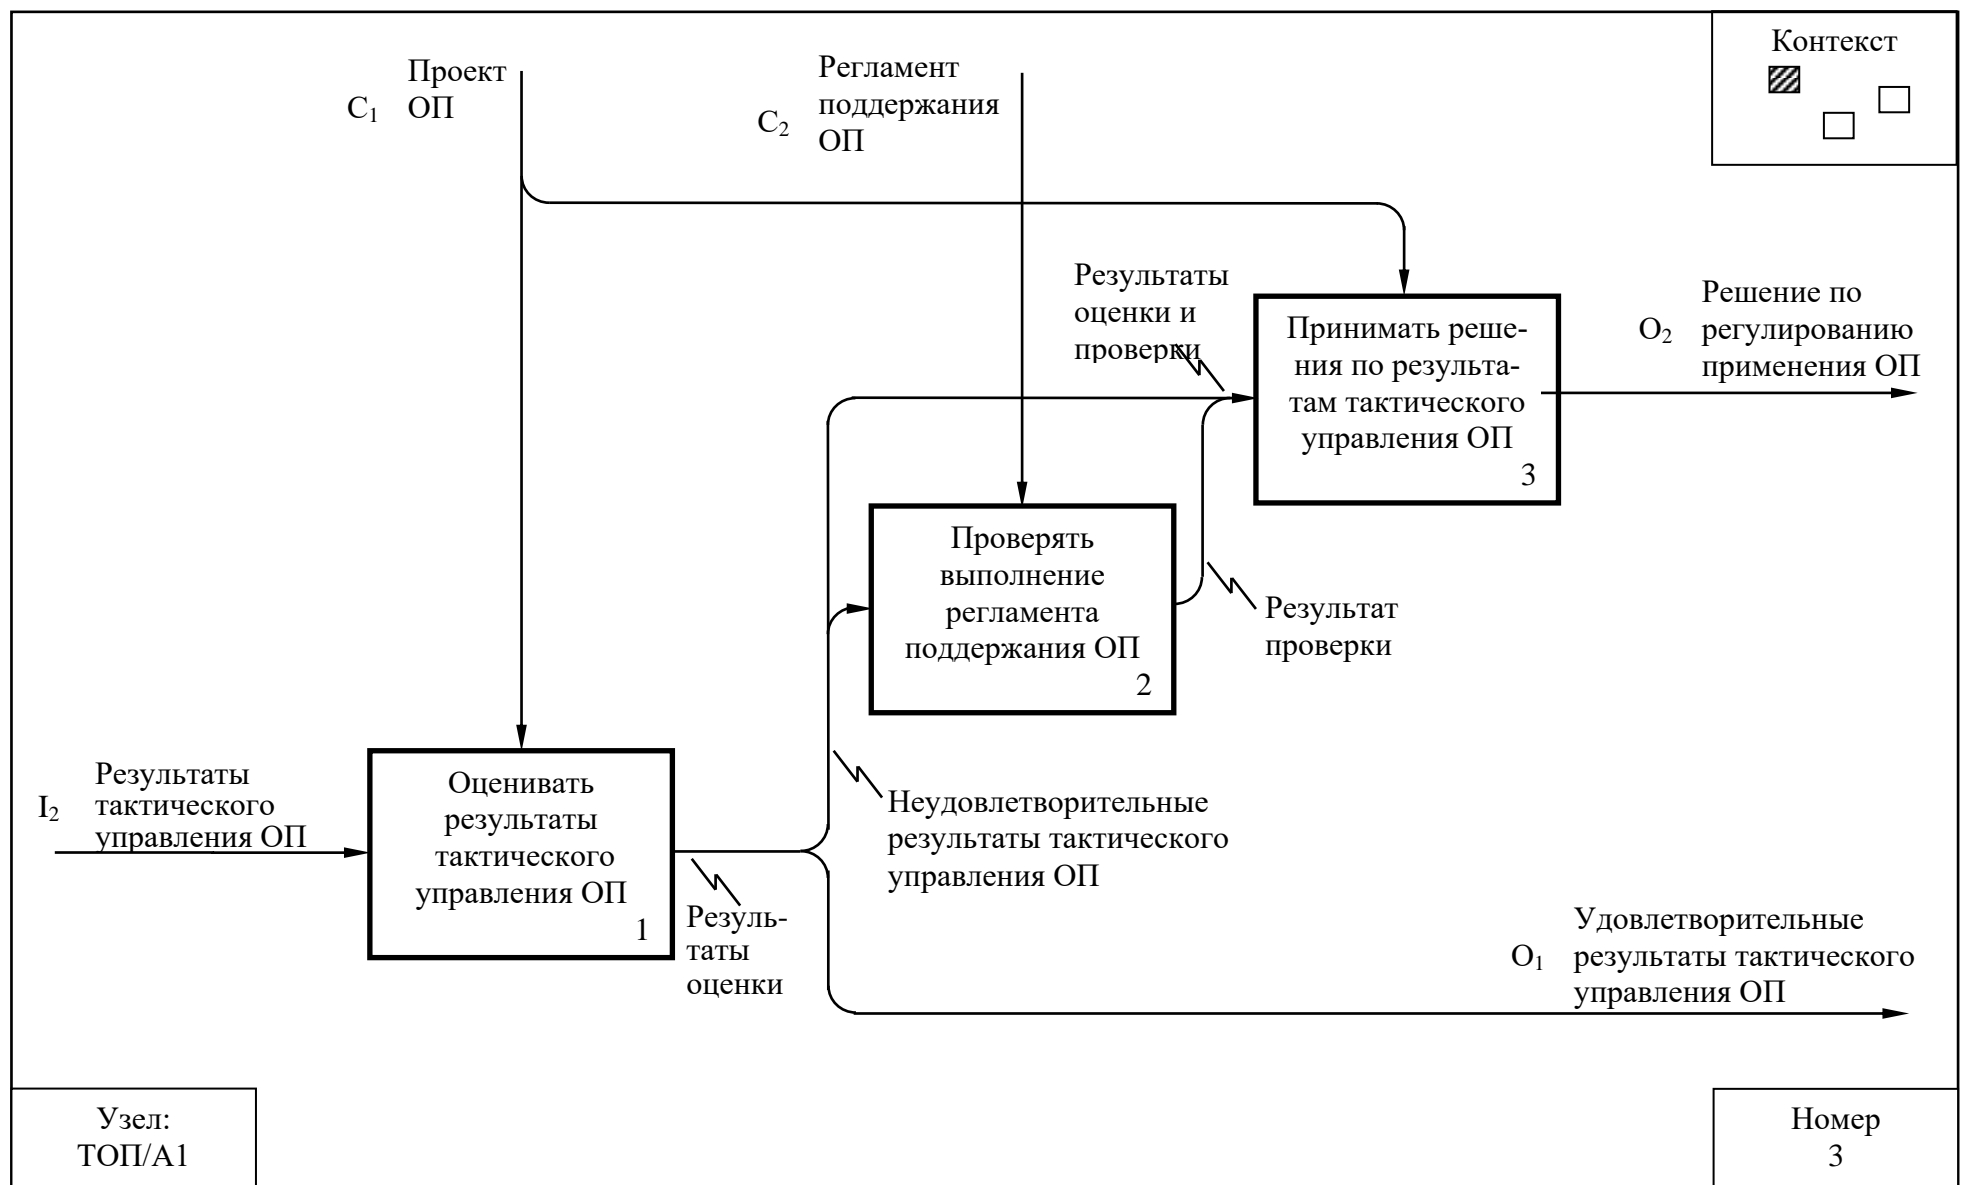 Проект
C1 ОП
Регламент
поддержания
C2
ОП
Контекст
Результаты
оценки и
проверки
Принимать реше-
ния по результа-
там тактического
управления ОП
3
Решение по
O2 регулированию
применения ОП
Проверять
выполнение
регламента
поддержания ОП
2
Результат
проверки
Результаты
I2 тактического
управления ОП
Оценивать
результаты
тактического
управления ОП
1
Неудовлетворительные
результаты тактического
управления ОП
Резуль-
таты
оценки
Удовлетворительные
O1 результаты тактического
управления ОП
Узел:
ТОП/А1
Номер
3